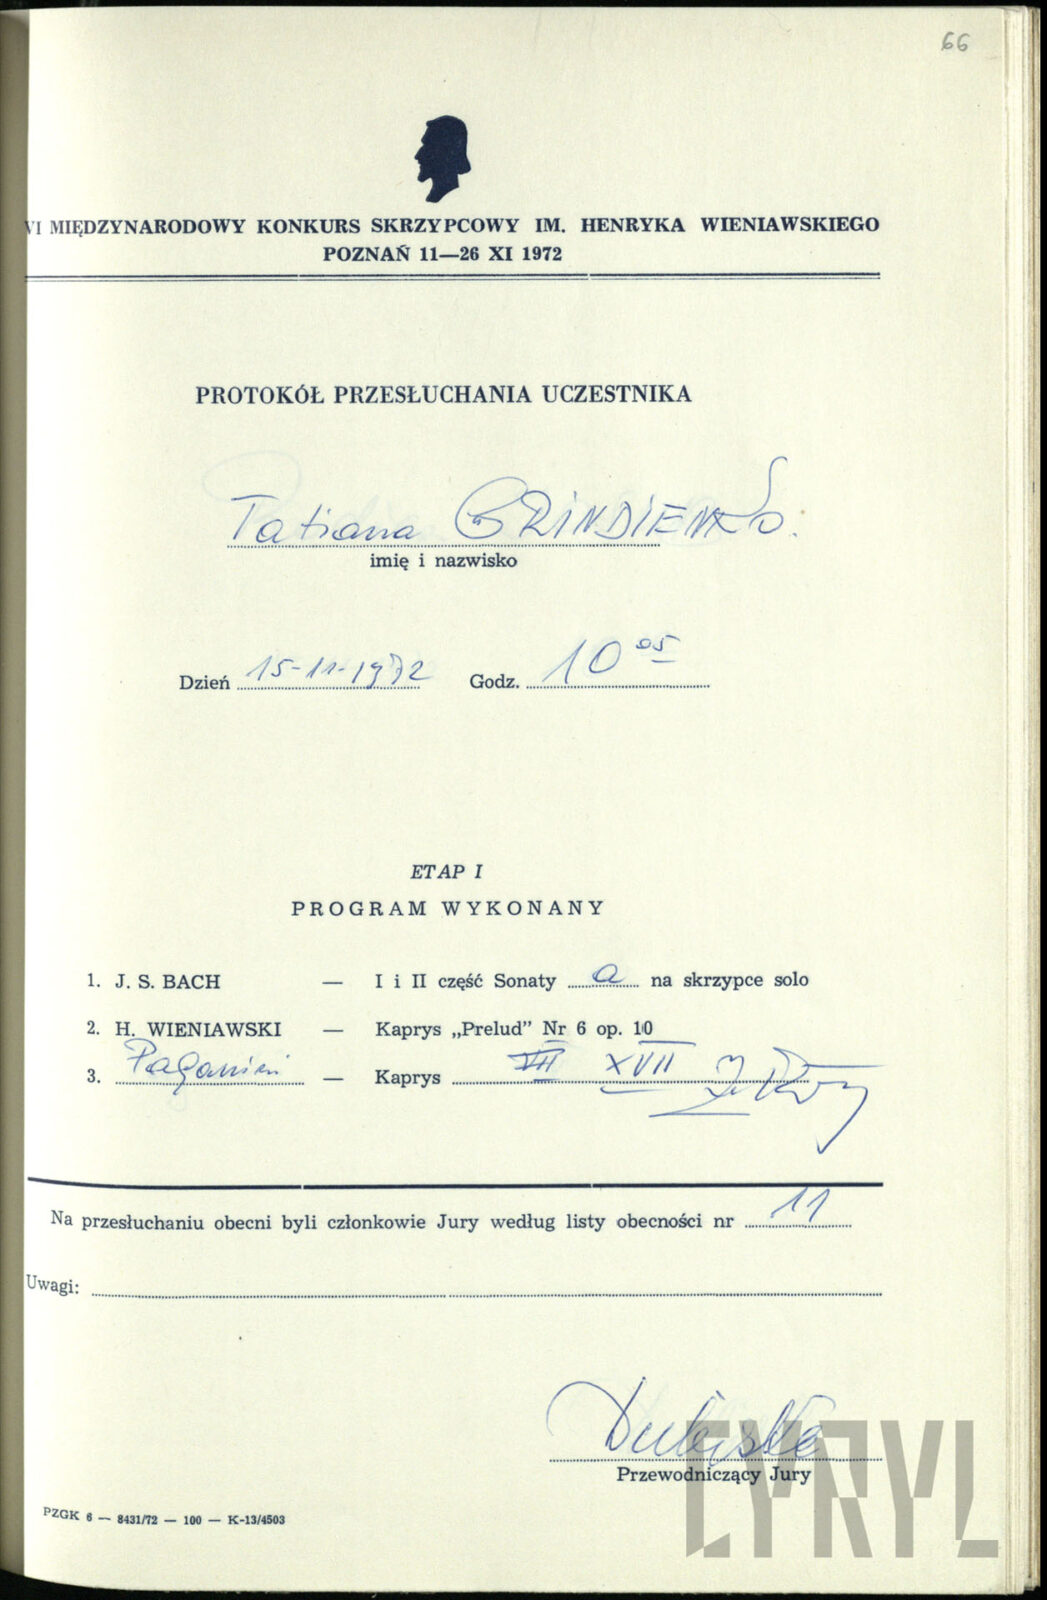 66
VI MIĘDZYNARODOWY KONKURS SKRZYPCOWY IM. HENRYKA WIENIAWSKIEGO
POZNAŃ 11—26 XI 1972
PROTOKÓŁ PRZESŁUCHANIA UCZESTNIKA
Tatiana GRINDIENKO.
imię i nazwisko
Dzień 15-11-1972 Godz. 10 05
ETAP I
PROGRAM WYKONANY
1. J. S. BACH — I i II część Sonaty a na skrzypce solo
2. H. WIENIAWSKI — Kaprys „Prelud” Nr 6 op. 10
3. Paganini — Kaprys VII XVII
Na przesłuchaniu obecni byli członkowie Jury według listy obecności nr 11
Uwagi:
Dubiska
Przewodniczący Jury
PZGK 6 — 8431/72 — 100 — K-13/4503
CYRYL